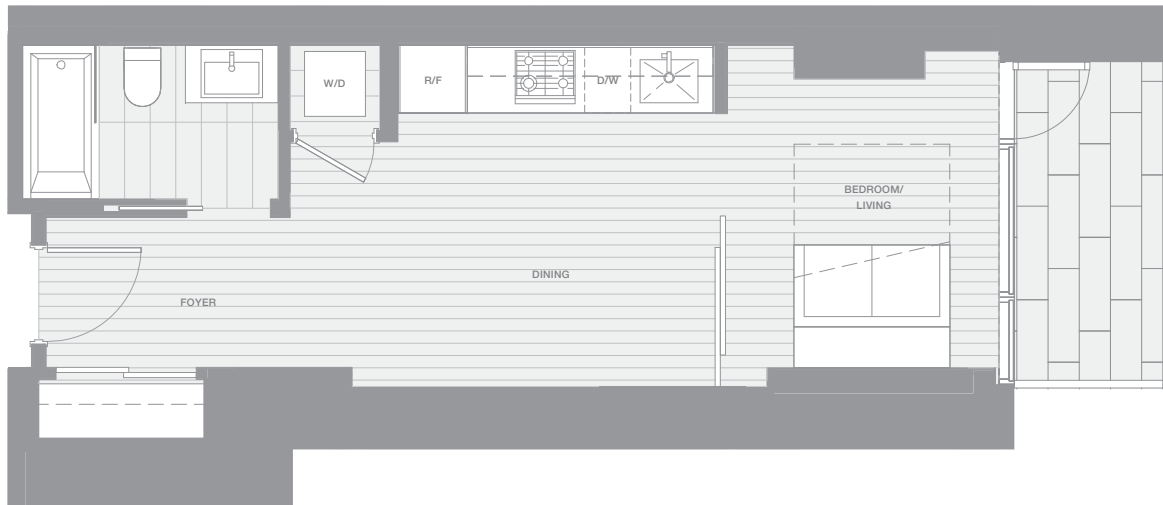 W/D
R/F
D/W
BEDROOM/
LIVING
DINING
FOYER